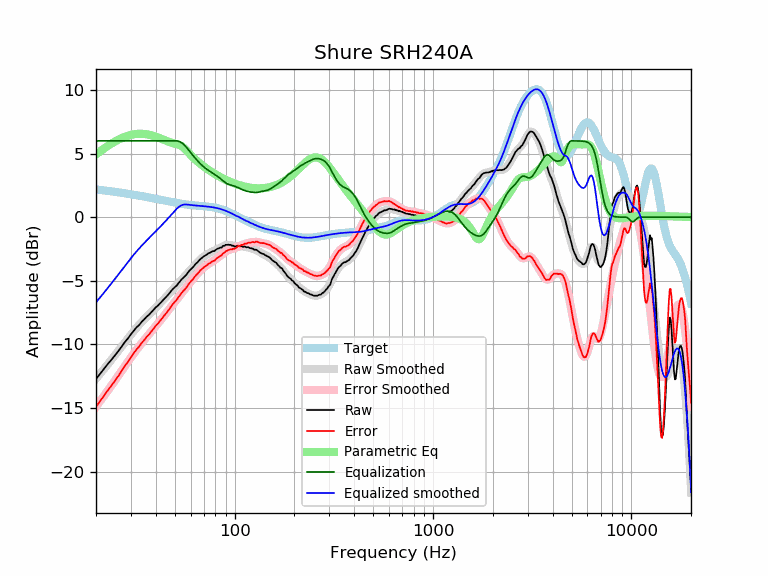 Shure SRH240A
10
5
0
−5
−10
−15
−20
Amplitude (dBr)
Target
Raw Smoothed
Error Smoothed
Raw
Error
Parametric Eq
Equalization
Equalized smoothed
100 1000 10000
Frequency (Hz)